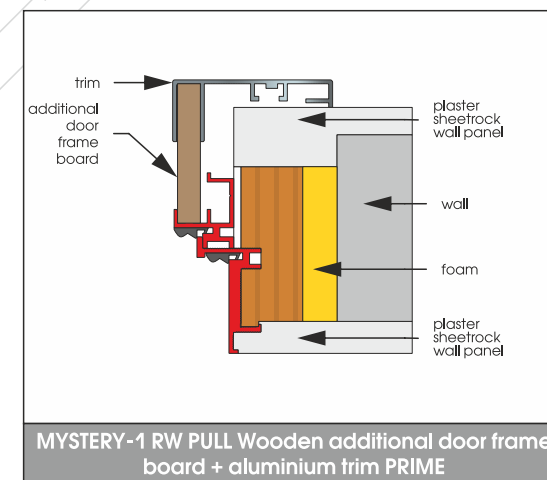 trim
additional
door
frame
board
plaster
sheetrock
wall panel
wall
foam
plaster
sheetrock
wall panel
MYSTERY-1 RW PULL Wooden additional door frame
board + aluminium trim PRIME